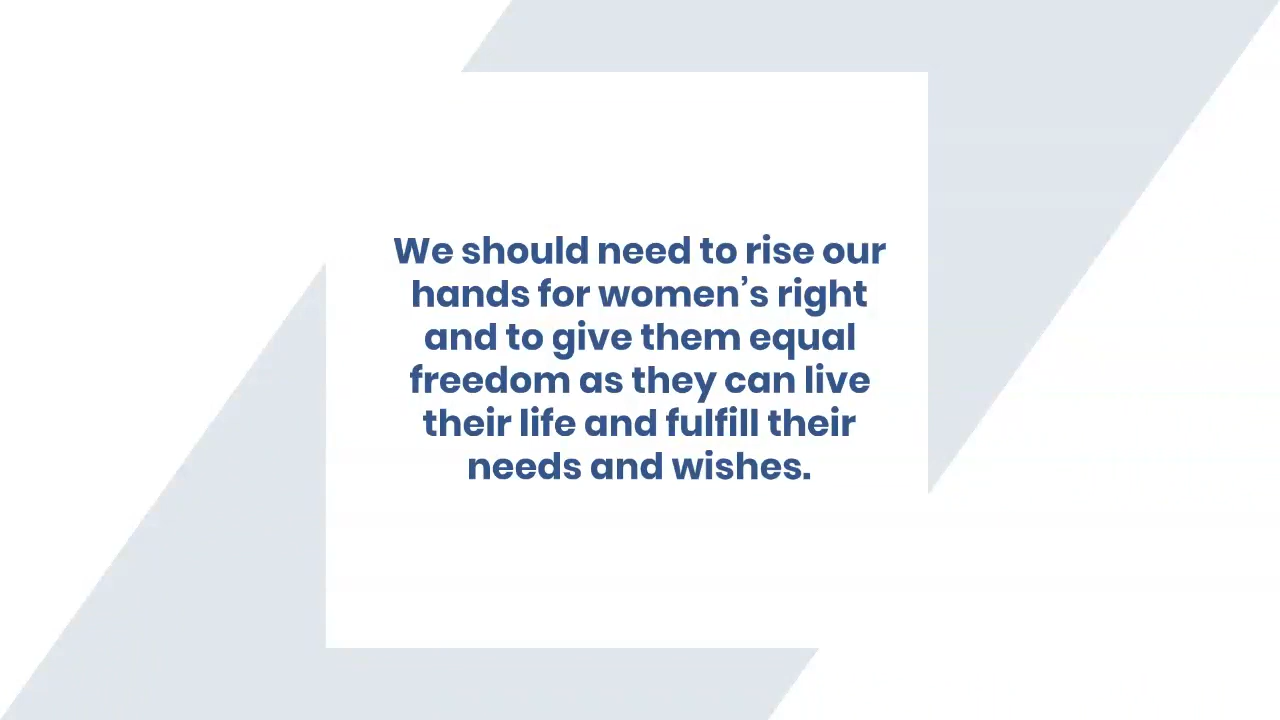 We should need to rise our
hands for women’s right
and to give them equal
freedom as they can live
their life and fulfill their
needs and wishes.